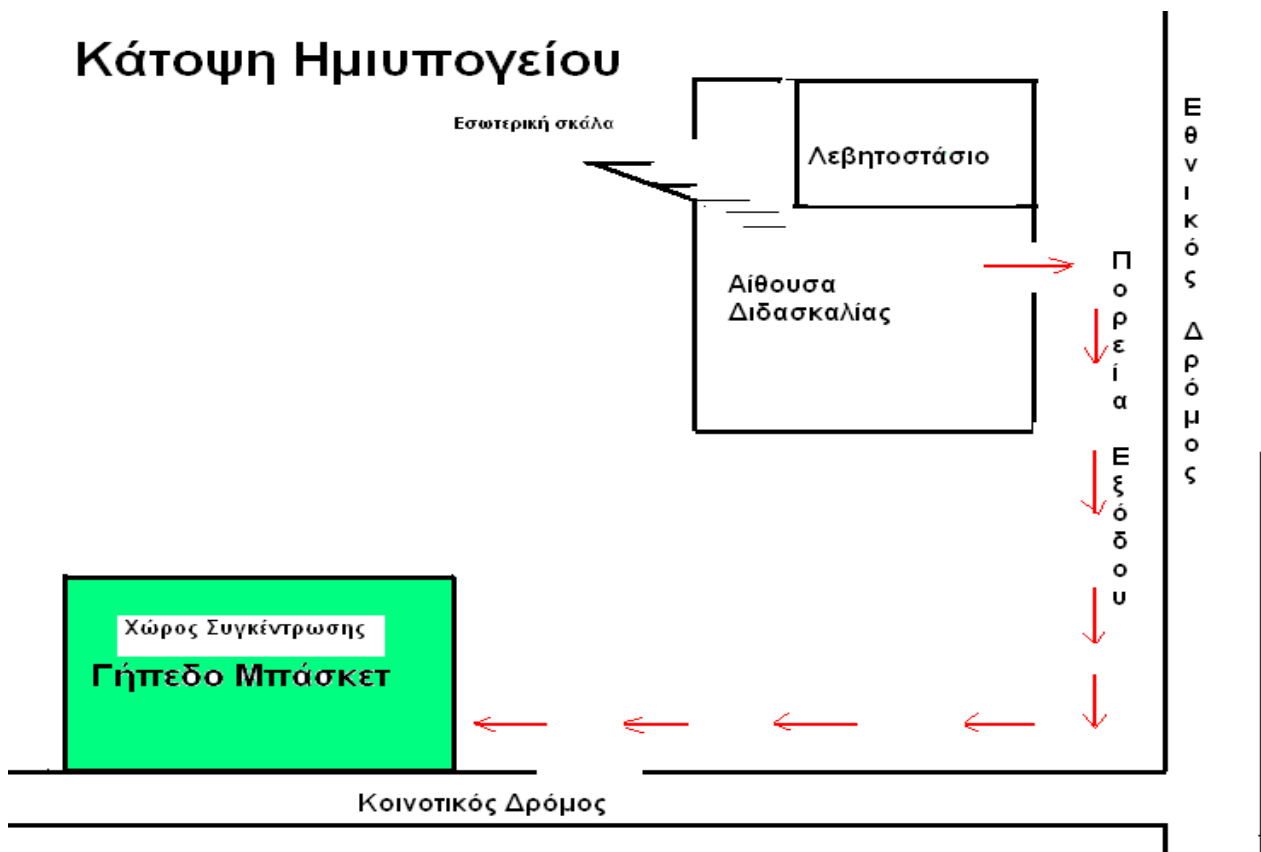 Κάτοψη Ημιυπογείου
Εσωτερική σκάλα
Λεβητοστάσιο
Αίθουσα
Διδασκαλίας
Πορεία Εξόδου
Εθνικός Δρόμος
Χώρος Συγκέντρωσης
Γήπεδο Μπάσκετ
Κοινοτικός Δρόμος